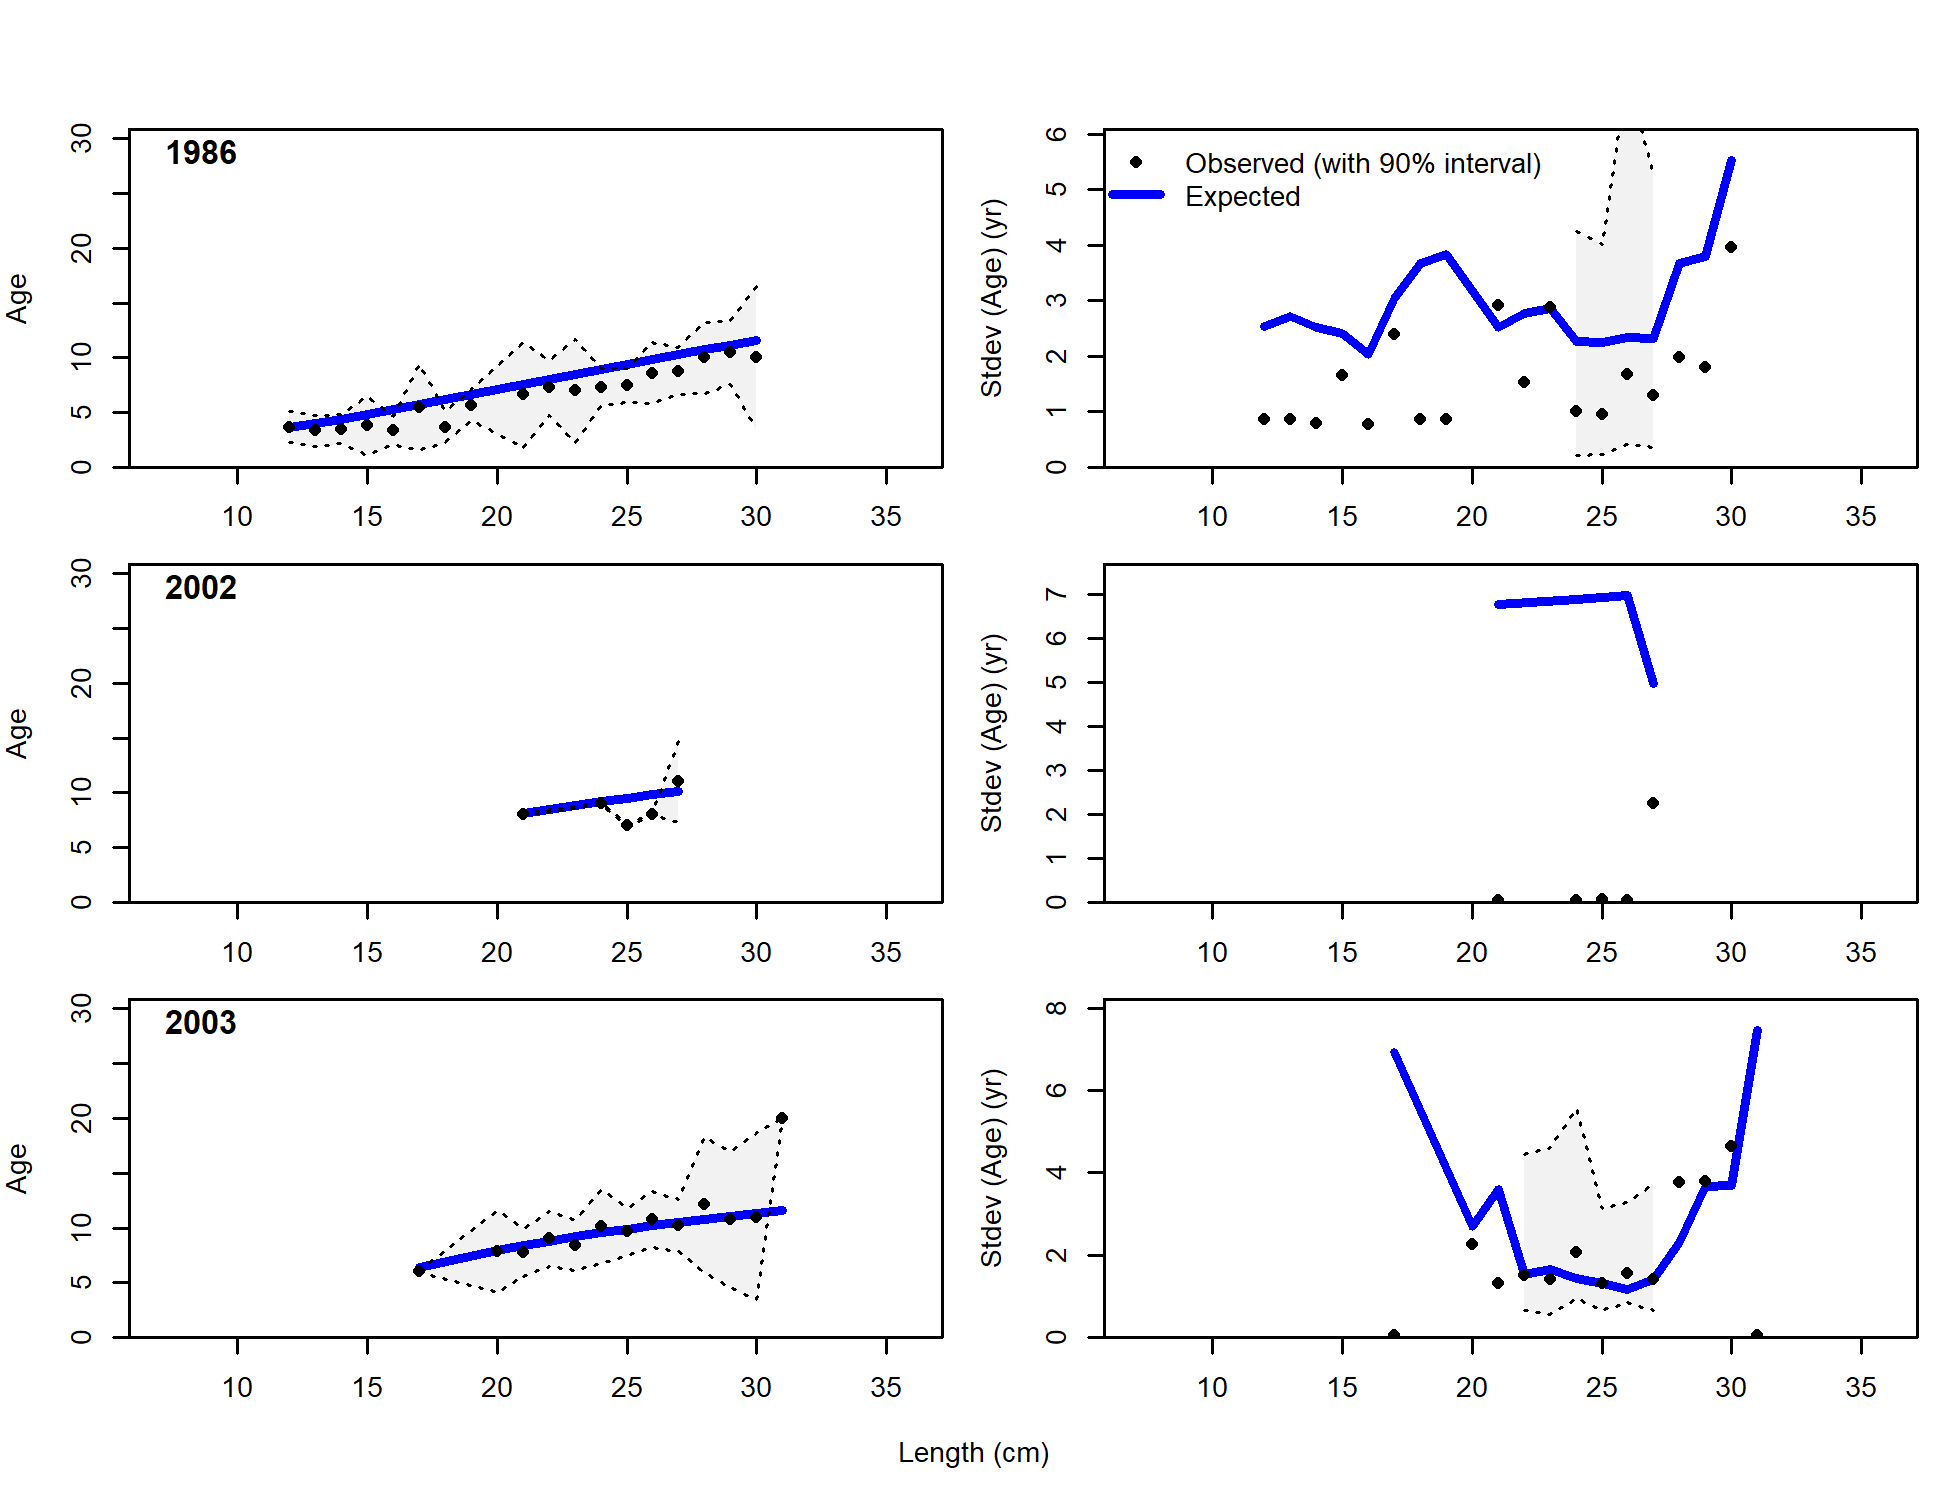 1986
Age
0 5 10 20 30
10 15 20 25 30 35
Observed (with 90% interval)
Expected
Stdev (Age) (yr)
0 1 2 3 4 5 6
10 15 20 25 30 35
2002
Age
0 5 10 20 30
10 15 20 25 30 35
Stdev (Age) (yr)
0 1 2 3 4 5 6 7
10 15 20 25 30 35
2003
Age
0 5 10 20 30
10 15 20 25 30 35
Stdev (Age) (yr)
0 2 4 6 8
10 15 20 25 30 35
Length (cm)